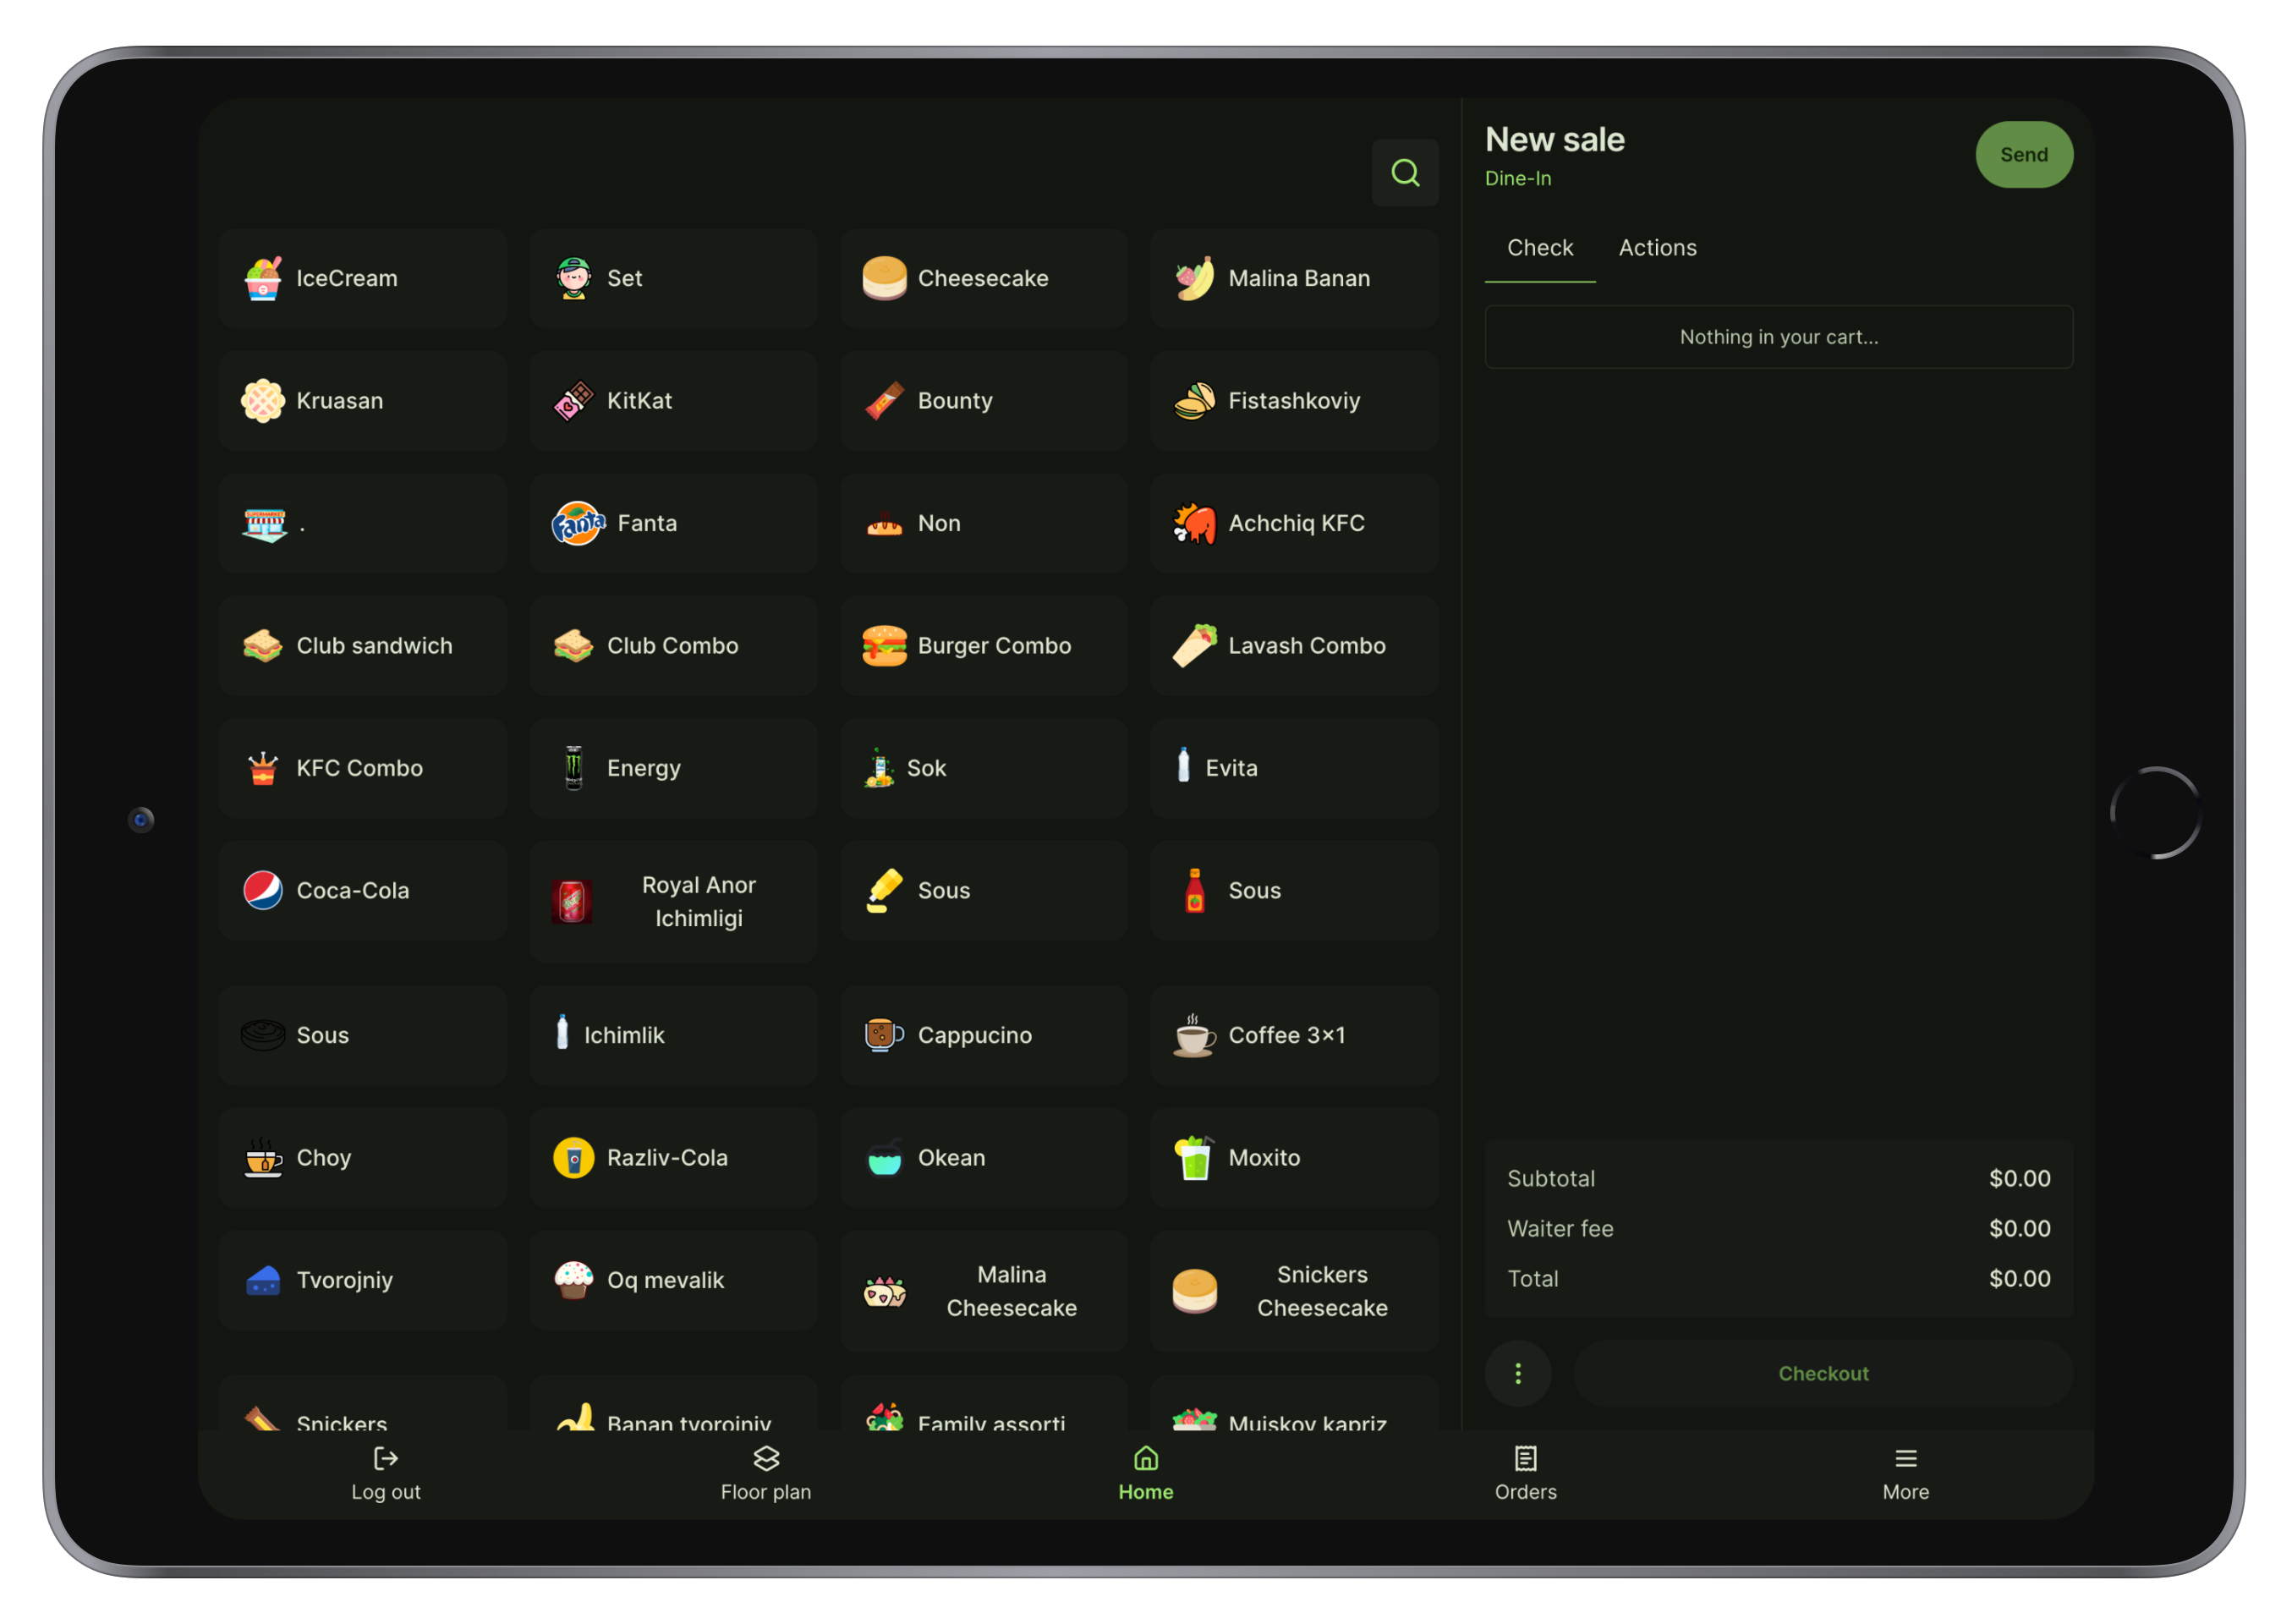 New sale
Send
Dine-In
Check
Actions
Nothing in your cart...
IceCream
Set
Cheesecake
Malina Banan
Kruasan
KitKat
Bounty
Fistashkoviy
SUPERMARKET
.
Fanta
Fanta
Non
Achchiq KFC
Club sandwich
Club Combo
Burger Combo
Lavash Combo
KFC Combo
Energy
Sok
Evita
Coca-Cola
Royal Anor
Ichimligi
Sous
Sous
Sous
Ichimlik
Cappucino
Coffee 3×1
Choy
Razliv-Cola
Okean
Moxito
Tvorojniy
Oq mevalik
Malina
Cheesecake
Snickers
Cheesecake
Snickers
Banan tvorojniy
Family assorti
Mujskoy kapriz
Subtotal
$0.00
Waiter fee
$0.00
Total
$0.00
Checkout
Log out
Floor plan
Home
Orders
More